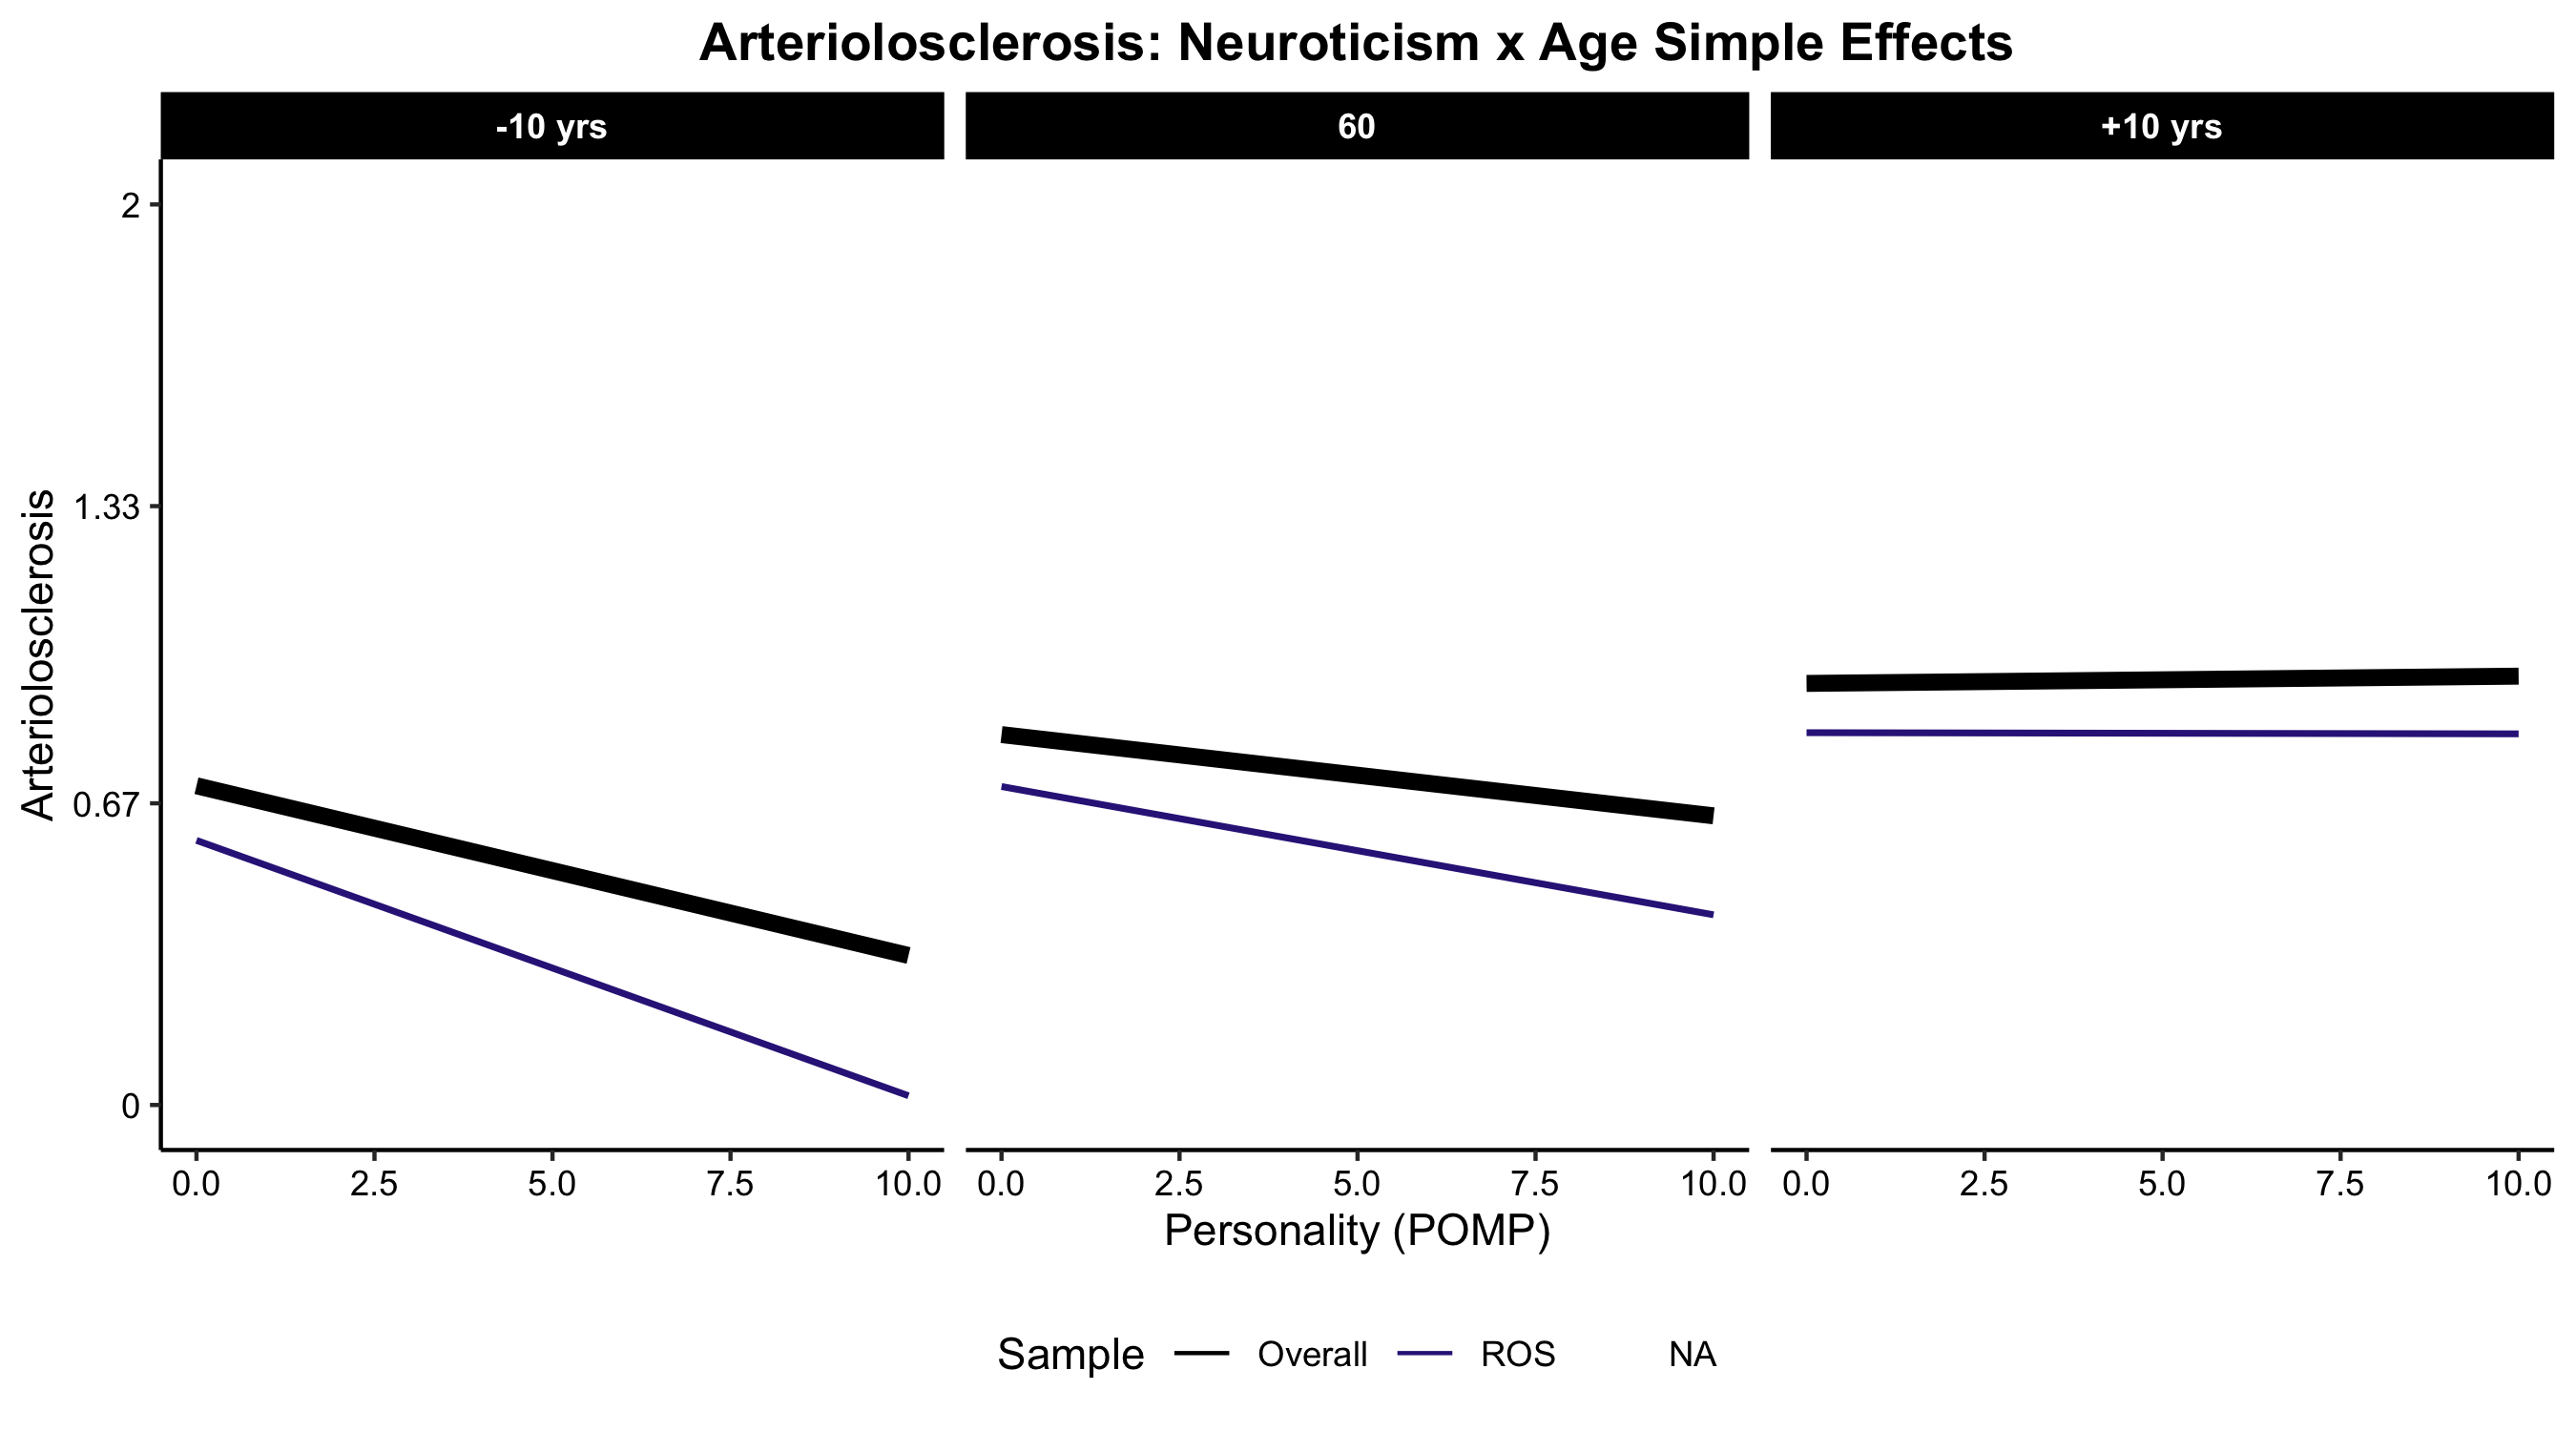 Arteriolosclerosis: Neuroticism x Age Simple Effects
-10 yrs
60
+10 yrs
Arteriolosclerosis
2
1.33
0.67
0
0.0 2.5 5.0 7.5 10.0
0.0 2.5 5.0 7.5 10.0
0.0 2.5 5.0 7.5 10.0
Personality (POMP)
Sample Overall ROS NA